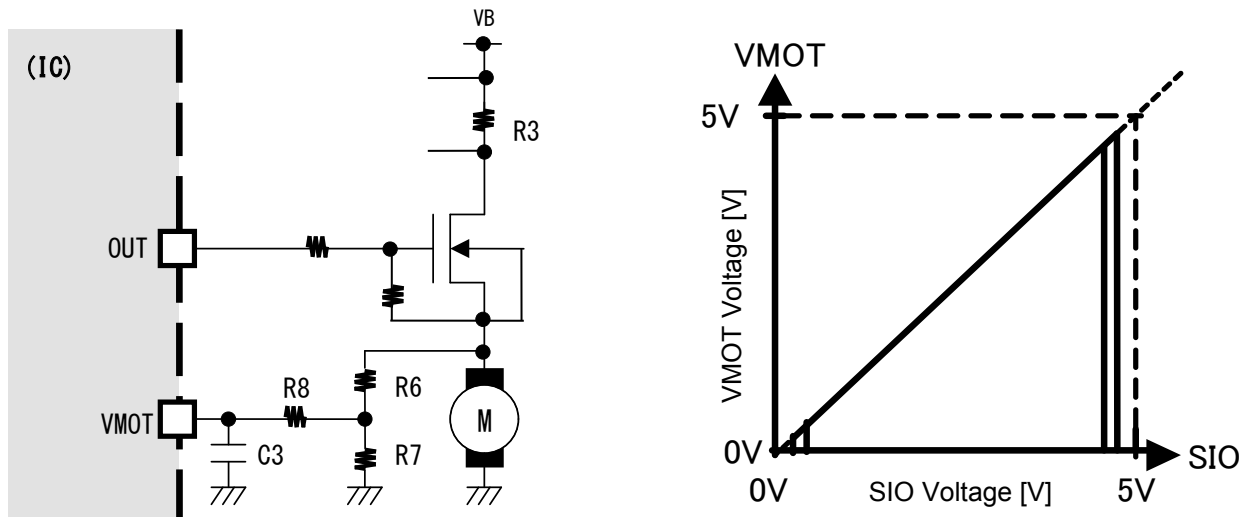 (IC)
VB
R3
OUT
R8
R6
VMOT
M
C3
R7
VMOT
5V
VMOT Voltage [V]
0V
SIO
0V
SIO Voltage [V]
5V